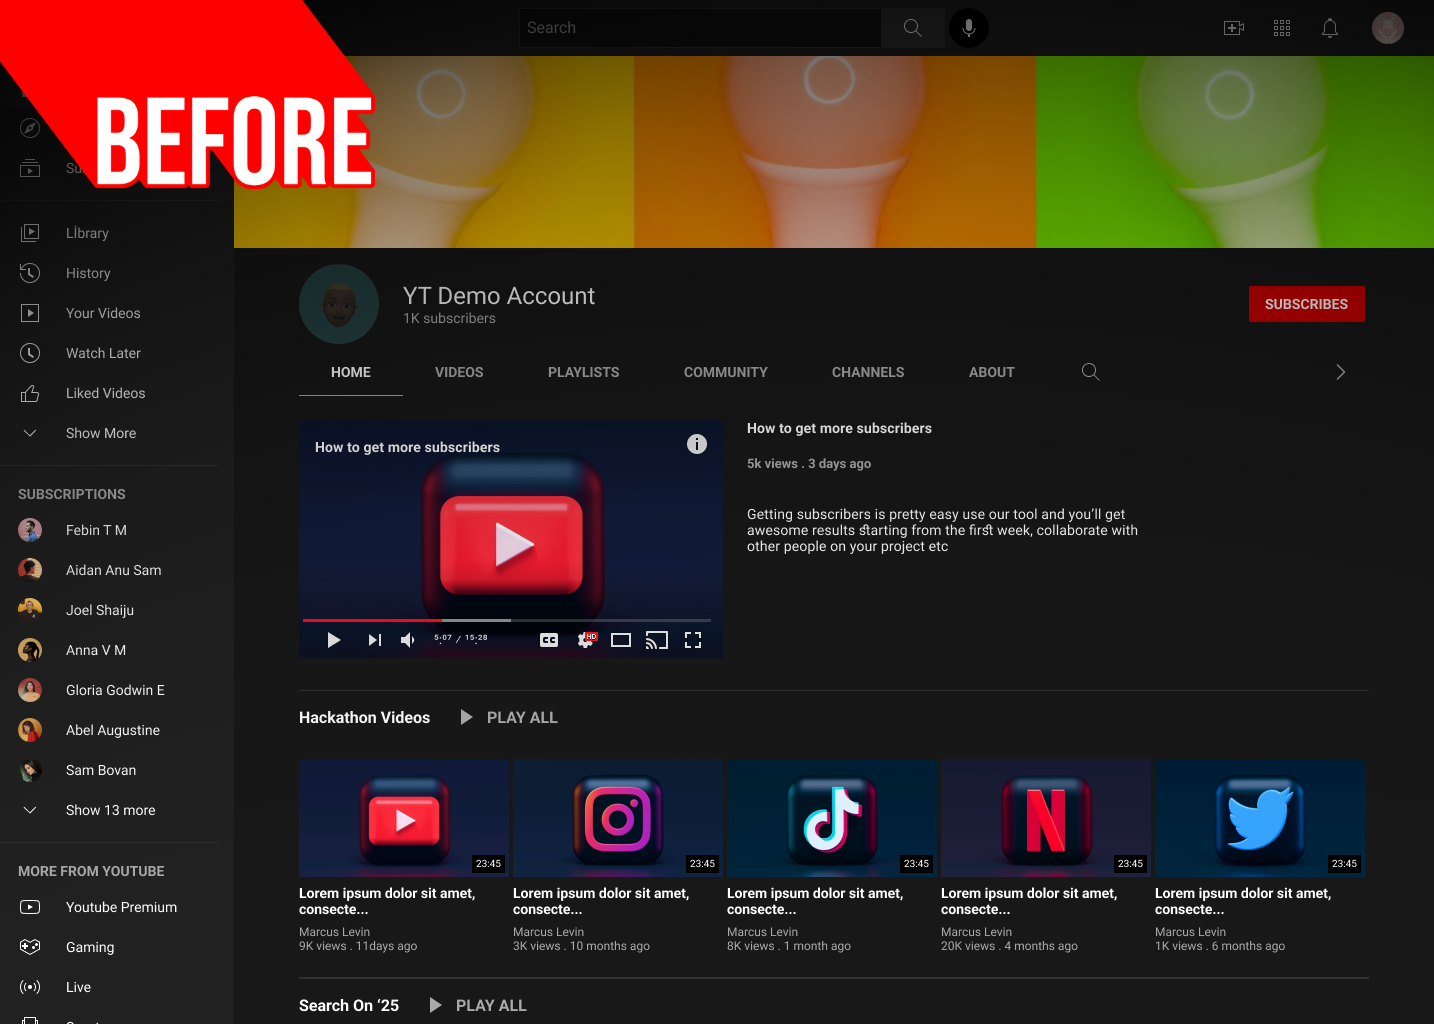 BEFORE
Search
Library
History
Your Videos
Watch Later
Liked Videos
Show More
SUBSCRIPTIONS
Febin T M
Aidan Anu Sam
Joel Shaiju
Anna V M
Gloria Godwin E
Abel Augustine
Sam Bovan
Show 13 more
MORE FROM YOUTUBE
Youtube Premium
Gaming
Live
YT Demo Account
1K subscribers
SUBSCRIBES
HOME VIDEOS PLAYLISTS COMMUNITY CHANNELS ABOUT
How to get more subscribers
5:07 / 15:28
CC
HD
How to get more subscribers
5k views . 3 days ago
Getting subscribers is pretty easy use our tool and you'll get
awesome results starting from the first week, collaborate with
other people on your project etc
Hackathon Videos PLAY ALL
23:45
Lorem ipsum dolor sit amet,
consecte...
Marcus Levin
9K views . 11days ago
23:45
Lorem ipsum dolor sit amet,
consecte...
Marcus Levin
3K views . 10 months ago
23:45
Lorem ipsum dolor sit amet,
consecte...
Marcus Levin
8K views . 1 month ago
N
23:45
Lorem ipsum dolor sit amet,
consecte...
Marcus Levin
20K views . 4 months ago
23:45
Lorem ipsum dolor sit amet,
consecte...
Marcus Levin
1K views . 6 months ago
Search On '25 PLAY ALL